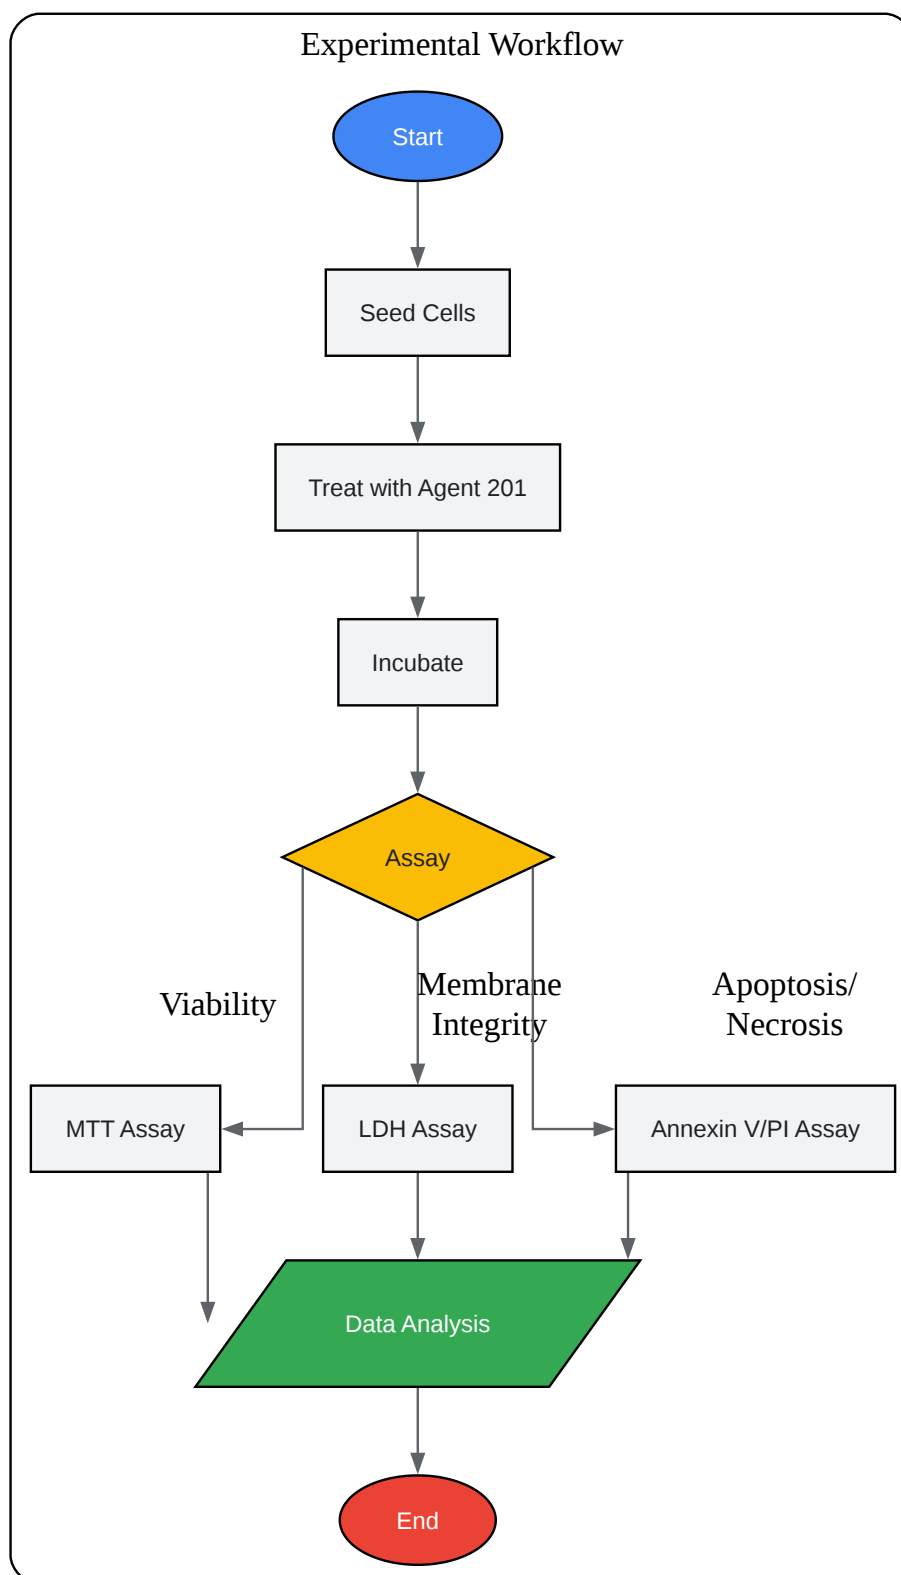 Experimental Workflow
Start
Seed Cells
Treat with Agent 201
Incubate
Assay
Viability
Membrane
Integrity
Apoptosis/
Necrosis
MTT Assay
LDH Assay
Annexin V/PI Assay
Data Analysis
End